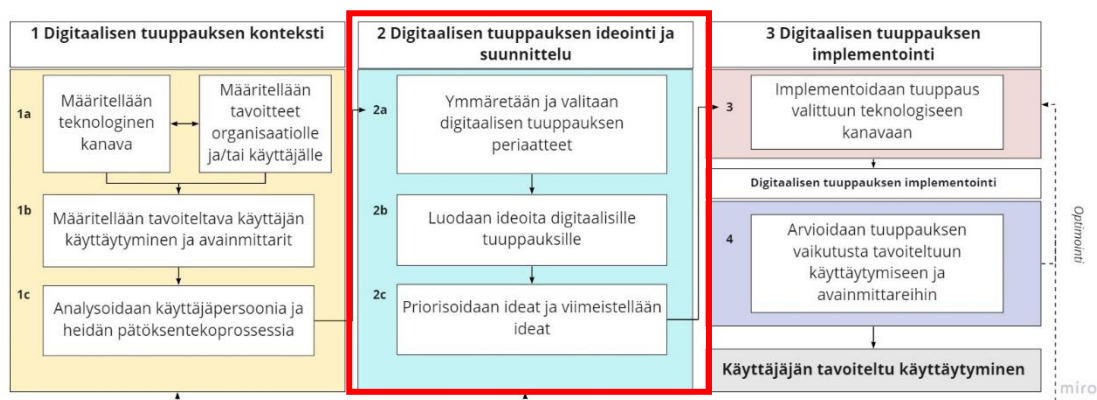 1 Digitaalisen tuuppauksen konteksti
1a
Määritellään
teknologinen
kanava
Määritellään
tavoitteet
organisaatiolle
ja/tai käyttäjälle
1b
Määritellään tavoiteltava käyttäjän
käyttäytyminen ja avainmittarit
1c
Analysoidaan käyttäjäpersoonia ja
heidän pätöksentekoprossessia
2 Digitaalisen tuuppauksen ideointi ja
suunnittelu
2a
Ymmäretään ja valitaan
digitaalisen tuuppauksen
periaatteet
2b
Luodaan ideoita digitaalisille
tuuppauksille
2c
Priorisoidaan ideat ja viimeistellään
ideat
3 Digitaalisen tuuppauksen
implementointi
3
Implementoidaan tuuppaus
valittuun teknologiseen
kanavaan
Digitaalisen tuuppauksen implementointi
4
Arvioidaan tuuppauksen
vaikutusta tavoiteltuun
käyttäytymiseen ja
avainmittareihin
Käyttäjäjän tavoiteltu käyttäytyminen
Optimointi
miro